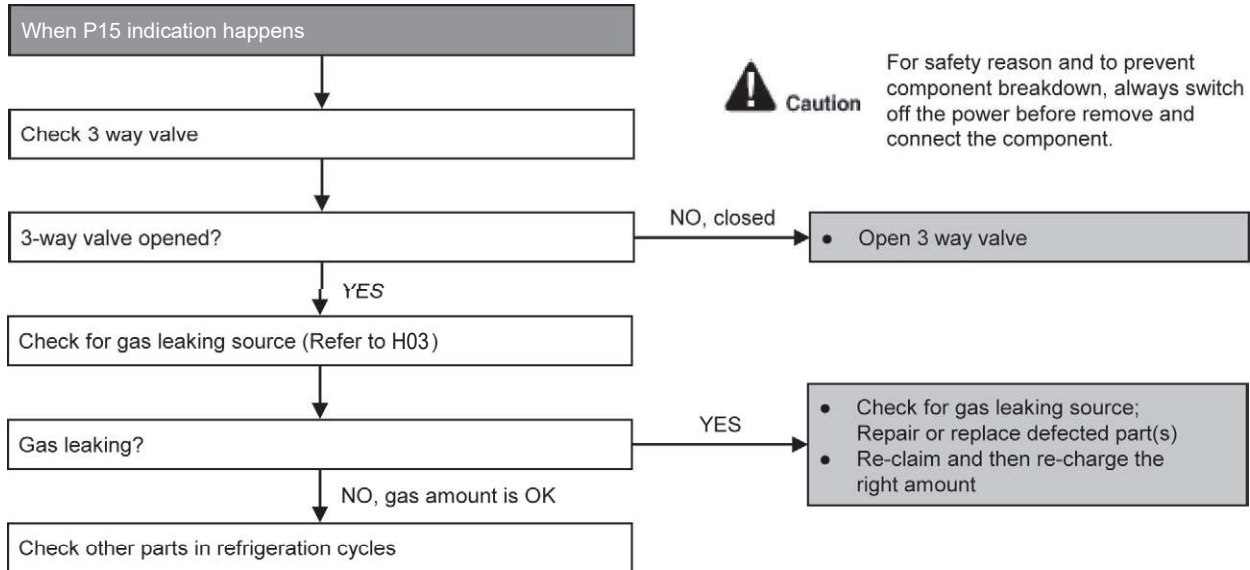 When P15 indication happens
Caution
For safety reason and to prevent
component breakdown, always switch
off the power before remove and
connect the component.
Check 3 way valve
3-way valve opened?
NO, closed
● Open 3 way valve
YES
Check for gas leaking source (Refer to H03)
Gas leaking?
YES
● Check for gas leaking source;
Repair or replace defected part(s)
● Re-claim and then re-charge the
right amount
NO, gas amount is OK
Check other parts in refrigeration cycles